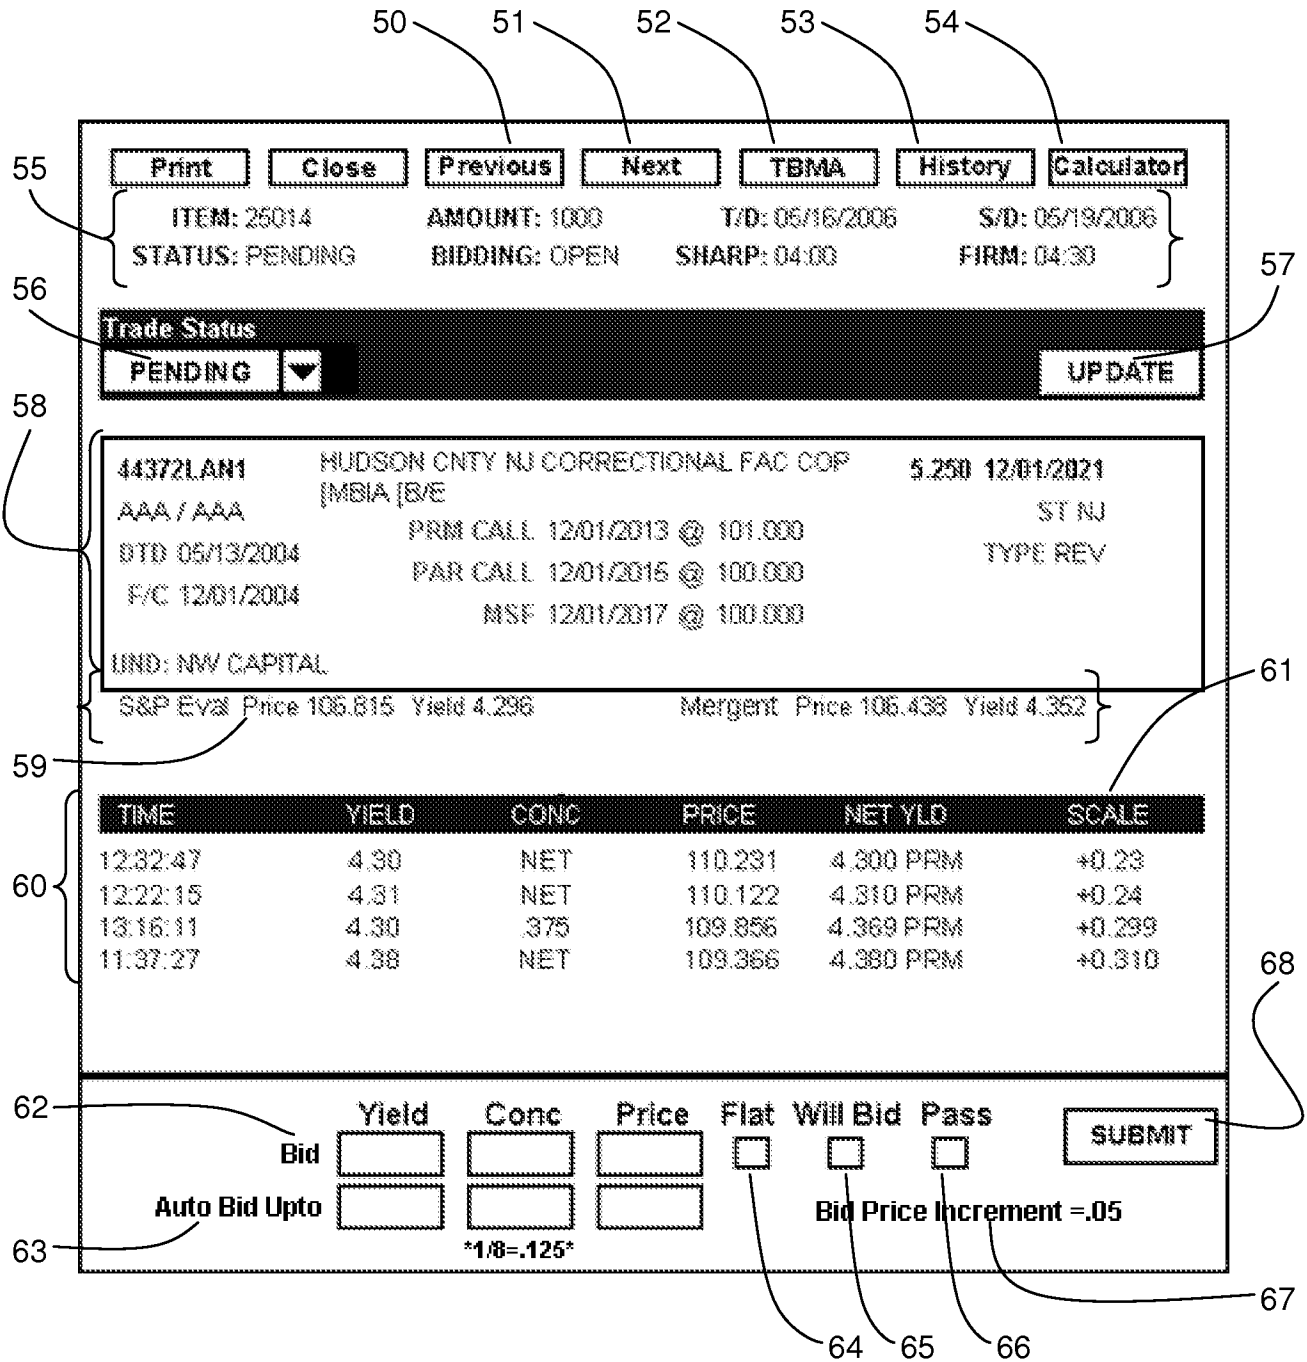 50 51 52 53 54
55
Print Close Previous Next TBMA History Calculator
ITEM: 25014 AMOUNT: 1000 T/D: 05/16/2006 S/D: 05/19/2006
STATUS: PENDING BIDDING: OPEN SHARP: 04:00 FIRM: 04:30
56 57
Trade Status
PENDING UPDATE
58
44372LAN1 HUDSON CNTY NJ CORRECTIONAL FAC COP 5.250 12/01/2021
[MBIA [B/E
AAA / AAA ST NJ
PRM CALL 12/01/2013 @ 101.000
DTD 05/13/2004 TYPE REV
PAR CALL 12/01/2015 @ 100.000
F/C 12/01/2004
MSF 12/01/2017 @ 100.000
UND: NW CAPITAL
61
S&P Eval Price 106.815 Yield 4.296 Mergent Price 106.438 Yield 4.352
59
TIME YIELD CONC PRICE NET YLD SCALE
12:32:47 4.30 NET 110.231 4.300 PRM +0.23
60
12:22:15 4.31 NET 110.122 4.310 PRM +0.24
13:16:11 4.30 .375 109.856 4.369 PRM +0.299
11:37:27 4.38 NET 109.366 4.380 PRM +0.310
68
62
Yield Conc Price Flat Will Bid Pass
SUBMIT
Bid
Auto Bid Upto Bid Price Increment =.05
63
*1/8=.125*
67
64 65 66